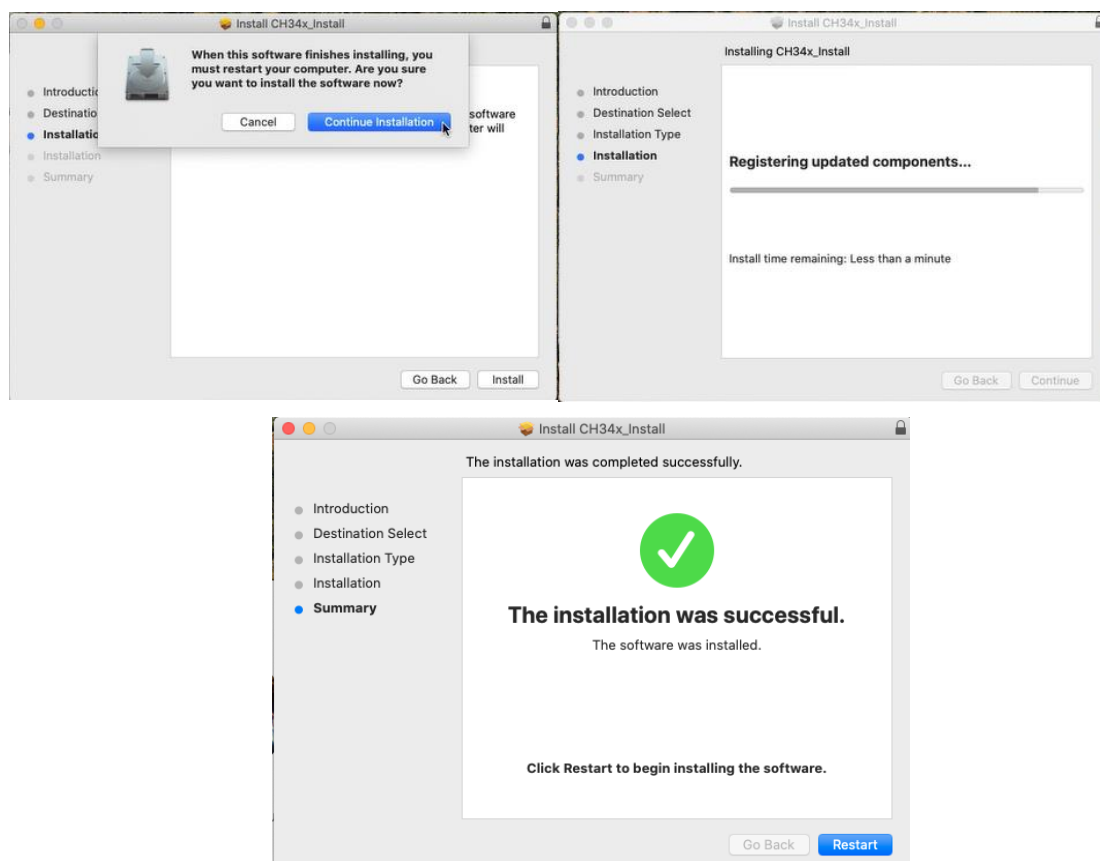 Install CH34x_Install
When this software finishes installing, you
must restart your computer. Are you sure
you want to install the software now?
Cancel
Continue Installation
Introductic
Destinatio
Installatic
Installation
Summary
software
ter will
Go Back
Install
Install CH34x_Install
Installing CH34x_Install
Introduction
Destination Select
Installation Type
Installation
Summary
Registering updated components...
Install time remaining: Less than a minute
Go Back
Continue
Install CH34x_Install
The installation was completed successfully.
Introduction
Destination Select
Installation Type
Installation
Summary
The installation was successful.
The software was installed.
Click Restart to begin installing the software.
Go Back
Restart